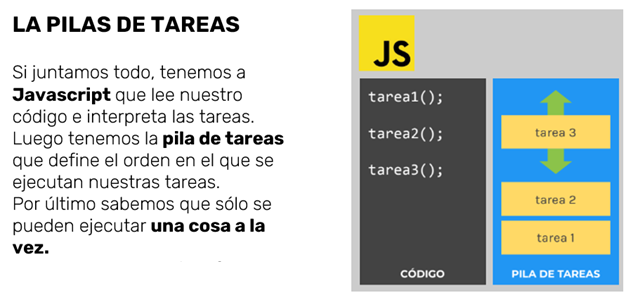 LA PILAS DE TAREAS
Si juntamos todo, tenemos a
Javascript que lee nuestro
código e interpreta las tareas.
Luego tenemos la pila de tareas
que define el orden en el que se
ejecutan nuestras tareas.
Por último sabemos que sólo se
pueden ejecutar una cosa a la
vez.
JS
tarea1();
tarea2();
tarea3();
CÓDIGO
tarea 3
tarea 2
tarea 1
PILA DE TAREAS